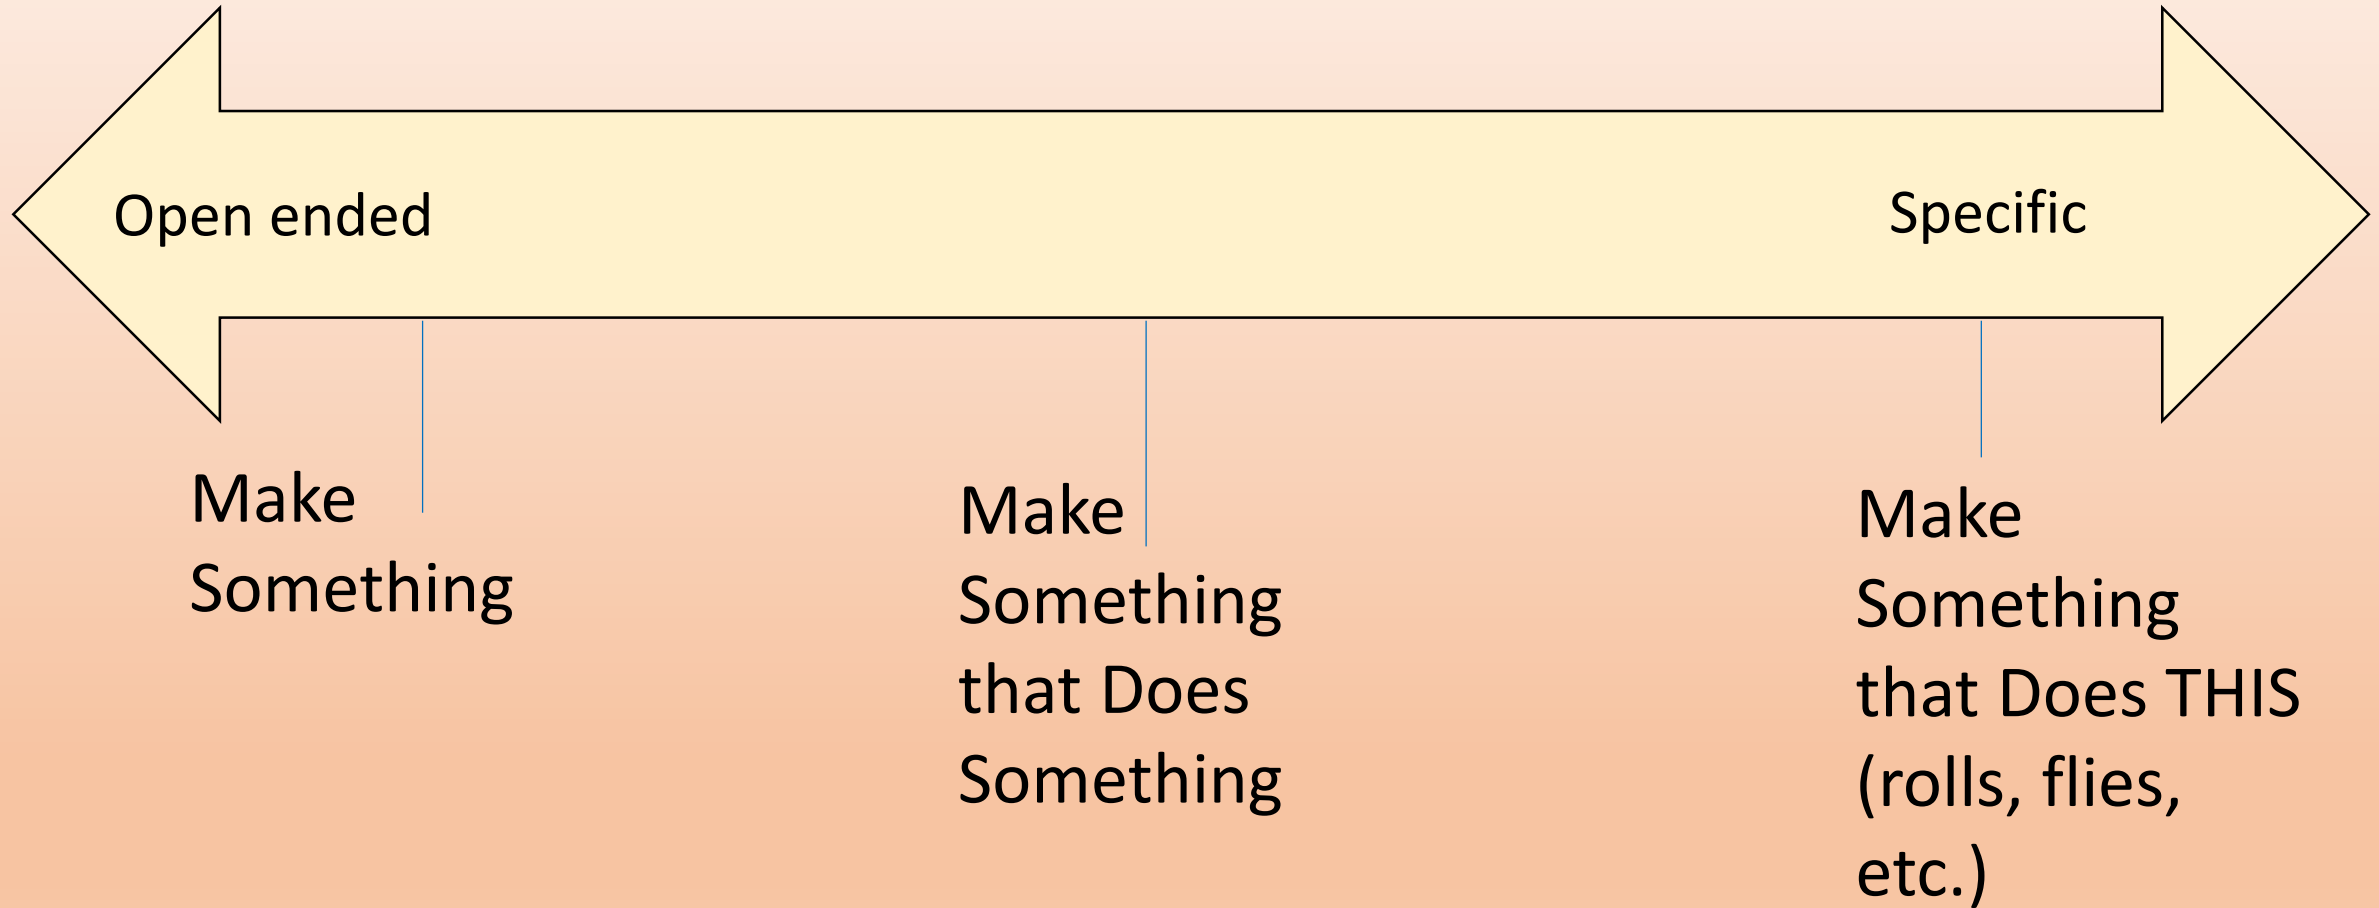 Open ended
Specific
Make
Something
Make
Something
that Does
Something
Make
Something
that Does THIS
(rolls, flies,
etc.)